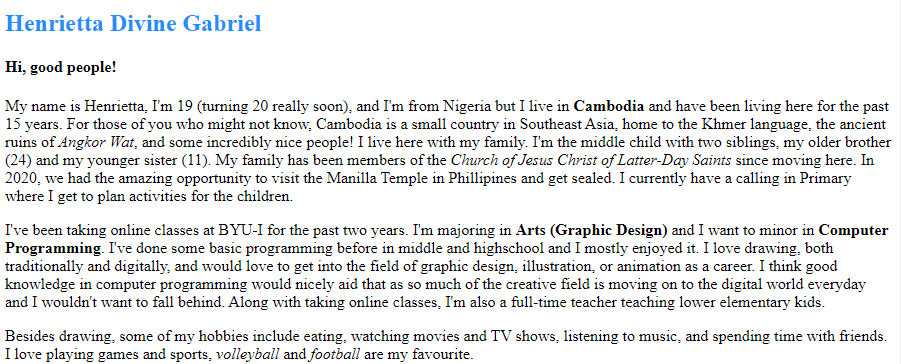 Henrietta Divine Gabriel
Hi, good people!
My name is Henrietta, I'm 19 (turning 20 really soon), and I'm from Nigeria but I live in Cambodia and have been living here for the past
15 years. For those of you who might not know, Cambodia is a small country in Southeast Asia, home to the Khmer language, the ancient
ruins of Angkor Wat, and some incredibly nice people! I live here with my family. I'm the middle child with two siblings, my older brother
(24) and my younger sister (11). My family has been members of the Church of Jesus Christ of Latter-Day Saints since moving here. In
2020, we had the amazing opportunity to visit the Manilla Temple in Phillipines and get sealed. I currently have a calling in Primary
where I get to plan activities for the children.
I've been taking online classes at BYU-I for the past two years. I'm majoring in Arts (Graphic Design) and I want to minor in Computer
Programming. I've done some basic programming before in middle and highschool and I mostly enjoyed it. I love drawing, both
traditionally and digitally, and would love to get into the field of graphic design, illustration, or animation as a career. I think good
knowledge in computer programming would nicely aid that as so much of the creative field is moving on to the digital world everyday
and I wouldn't want to fall behind. Along with taking online classes, I'm also a full-time teacher teaching lower elementary kids.
Besides drawing, some of my hobbies include eating, watching movies and TV shows, listening to music, and spending time with friends.
I love playing games and sports, volleyball and football are my favourite.